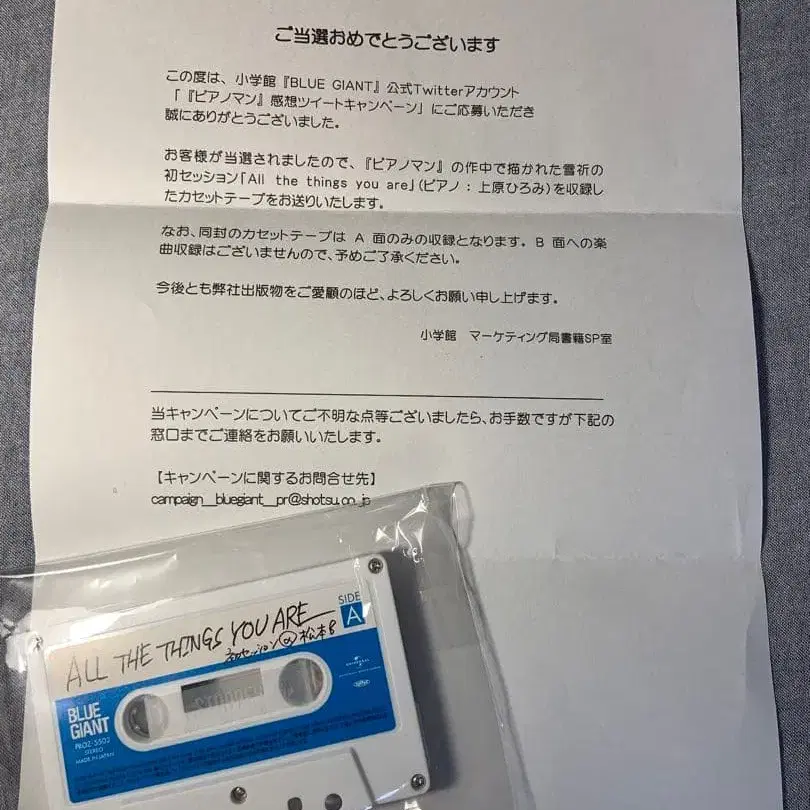 ご当選おめでとうございます
この度は、小学館『BLUE GIANT』公式Twitterアカウント
「『ピアノマン』感想ツイートキャンペーン」にご応募いただき
誠にありがとうございました。
お客様が当選されましたので、『ピアノマン』の作中で描かれた雪祈の
初セッション「All the things you are」(ピアノ：上原ひろみ)を収録し
たカセットテープをお送りいたします。
なお、同封のカセットテープは A 面のみの収録となります。B 面への楽
曲収録はございませんので、予めご了承ください。
今後とも弊社出版物をご愛顧のほど、よろしくお願い申し上げます。
小学館　マーケティング局書籍SP室
当キャンペーンについてご不明な点等ございましたら、お手数ですが下記の
窓口までご連絡をお願いいたします。
【キャンペーンに関するお問合せ先】
campaign_bluegiant_pr@shotsu.co.jp
SIDE
A
ALL THE THINGS YOU ARE
初セッション@松本8
UNIVERSAL
BLUE
GIANT
PROZ-5502
STEREO
MADE IN JAPAN